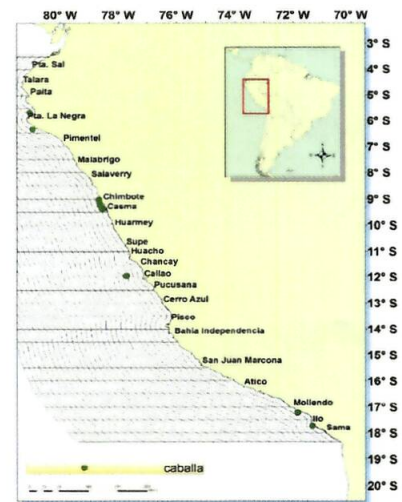 80° W 78° W 76° W 74° W 72° W 70° W
3° S
Pta. Sal
4° S
Talara
Paita
5° S
Pta. La Negra
6° S
Pimentel
7° S
Malabrigo
8° S
Salaverry
Chimbote
9° S
Casma
Huarmey
10° S
Supe
11° S
Huacho
Chancay
Callao
12° S
Pucusana
Cerro Azul
13° S
Pisco
14° S
Bahia Independencia
15° S
San Juan Marcona
Atico
16° S
Mollendo
17° S
Ilo
Sama
18° S
caballa
19° S
20° S